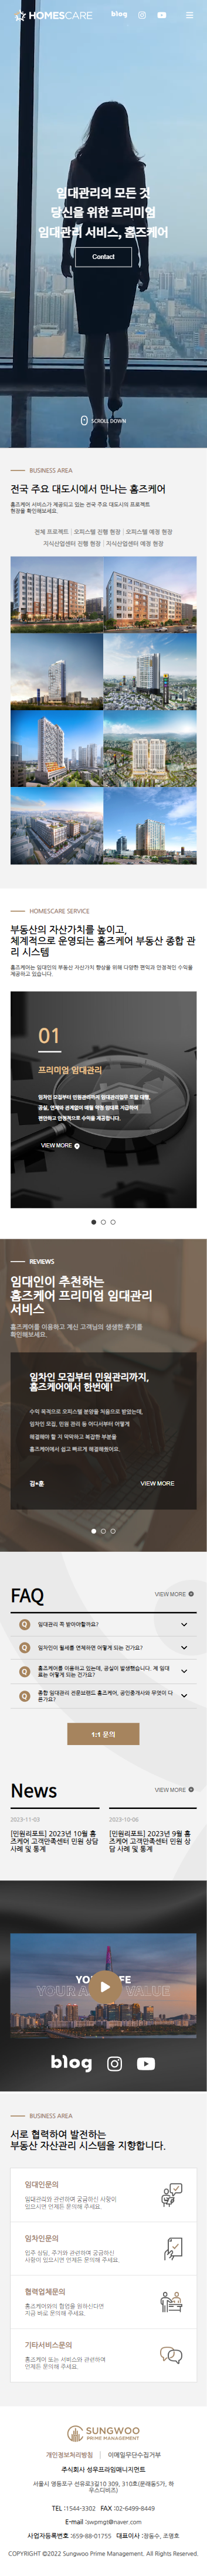 HOMESCARE
blog
임대관리의 모든 것
당신을 위한 프리미엄
임대관리 서비스, 홈즈케어
Contact
SCROLL DOWN
BUSINESS AREA
전국 주요 대도시에서 만나는 홈즈케어
홈즈케어 서비스가 제공되고 있는 전국 주요 대도시의 프로젝트
현황을 확인해보세요.
전체 프로젝트 | 오피스텔 진행 현장 | 오피스텔 예정 현장
지식산업센터 진행 현장 | 지식산업센터 예정 현장
HOMESCARE SERVICE
부동산의 자산가치를 높이고,
체계적으로 운영되는 홈즈케어 부동산 종합 관
리 시스템
홈즈케어는 임대인의 부동산 자산가치 향상을 위해 다양한 편익과 안정적인 수익을
제공하고 있습니다.
01
프리미엄 임대관리
임차인 모집부터 민원관리까지 임대관리업무 토탈 대행,
공실, 연체와 관계없이 매월 약정 임대료 지급하여
편안하고 안정적으로 수익을 제공합니다.
VIEW MORE
REVIEWS
임대인이 추천하는
홈즈케어 프리미엄 임대관리
서비스
홈즈케어를 이용하고 계신 고객님의 생생한 후기를
확인해보세요.
임차인 모집부터 민원관리까지,
홈즈케어에서 한번에!
수익 목적으로 오피스텔 분양을 처음으로 받았는데,
임차인 모집, 민원 관리 등 어디서부터 어떻게
해결해야 할 지 막막하고 복잡한 부분을
홈즈케어에서 쉽고 빠르게 해결해줬어요.
김*훈
VIEW MORE
FAQ
VIEW MORE
Q 임대관리 꼭 받아야할까요?
Q 임차인이 월세를 연체하면 어떻게 되는 건가요?
Q 홈즈케어를 이용하고 있는데, 공실이 발생했습니다. 제 임대
료는 어떻게 되는 건가요?
Q 종합 임대관리 전문브랜드 홈즈케어, 공인중개사와 무엇이 다
른가요?
1:1 문의
News
VIEW MORE
2023-11-03
[민원리포트] 2023년 10월 홈
즈케어 고객만족센터 민원 상담
사례 및 통계
2023-10-06
[민원리포트] 2023년 9월 홈
즈케어 고객만족센터 민원 상
담 사례 및 통계
blog
BUSINESS AREA
서로 협력하여 발전하는
부동산 자산관리 시스템을 지향합니다.
임대인문의
임대관리와 관련하여 궁금하신 사항이
있으시면 언제든 문의해 주세요.
임차인문의
입주 상담, 주거와 관련하여 궁금하신
사항이 있으시면 언제든 문의해 주세요.
협력업체문의
홈즈케어와의 협업을 원하신다면
지금 바로 문의해 주세요.
기타서비스문의
홈즈케어 또는 서비스와 관련하여
언제든 문의해 주세요.
SUNGWOO
PRIME MANAGEMENT
개인정보처리방침 | 이메일무단수집거부
주식회사 성우프라임매니지먼트
서울시 영등포구 선유로3길10 309, 310호(문래동5가, 하
우스디비즈)
TEL :1544-3302 FAX :02-6499-8449
E-mail :swpmgt@naver.com
사업자등록번호 :659-88-01755 대표이사 :정동수, 조명호
COPYRIGHT ©2022 Sungwoo Prime Management. All Rights Reserved.